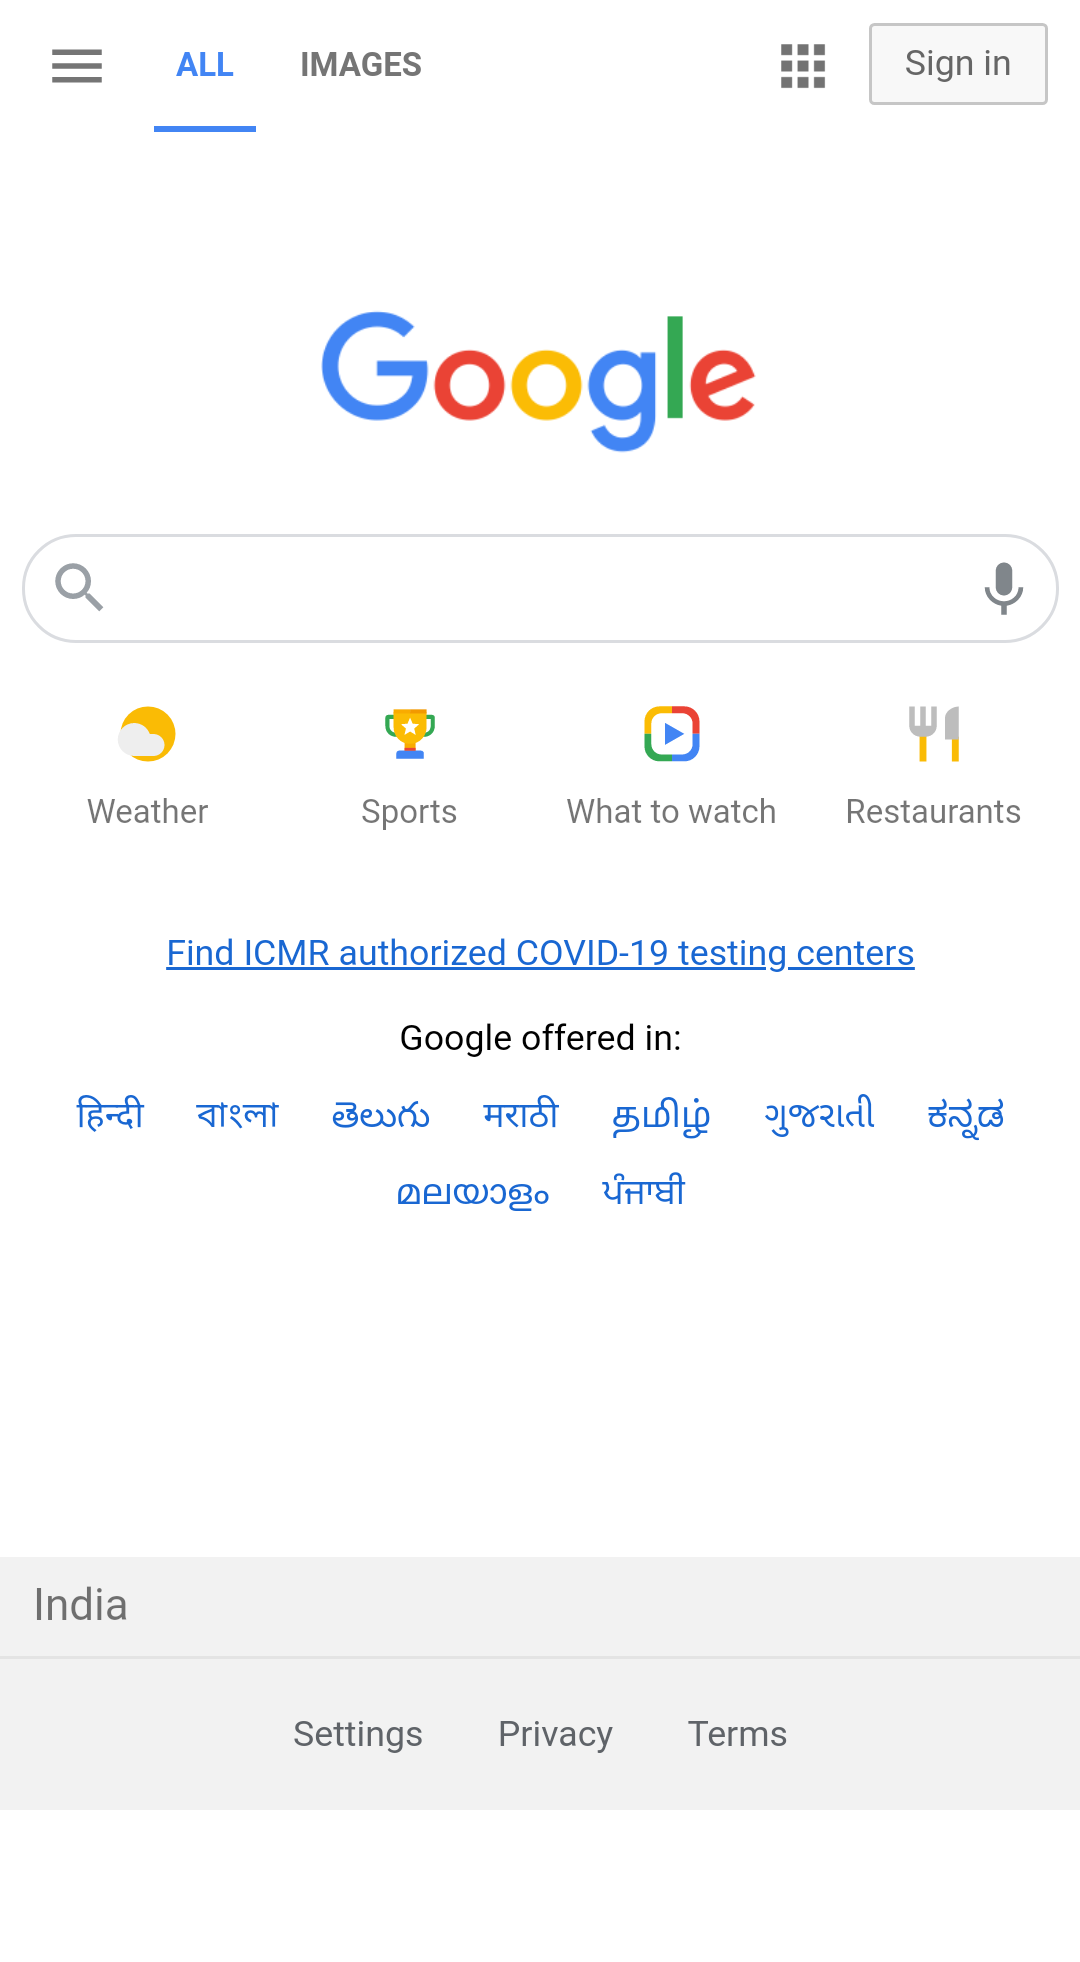 ALL IMAGES Sign in
Google
Weather Sports What to watch Restaurants
Find ICMR authorized COVID-19 testing centers
Google offered in:
हिन्दी বাংলা తెలుగు मराठी தமிழ் ગુજરાતી ಕನ್ನಡ
മലയാളം ਪੰਜਾਬੀ
India
Settings Privacy Terms